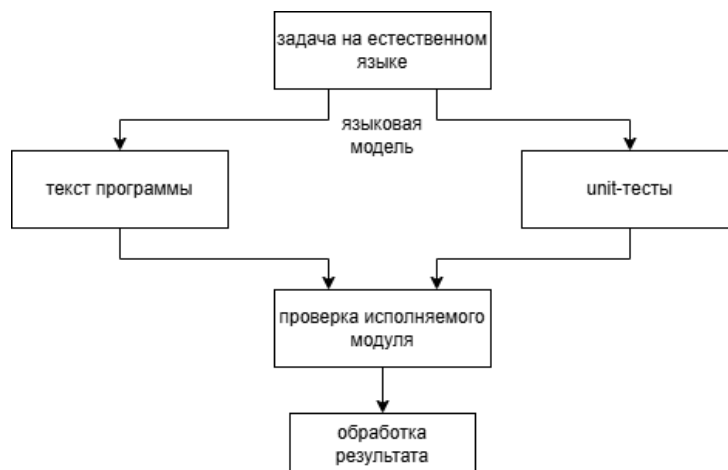 задача на естественном
языке
языковая
модель
текст программы
unit-тесты
проверка исполняемого
модуля
обработка
результата